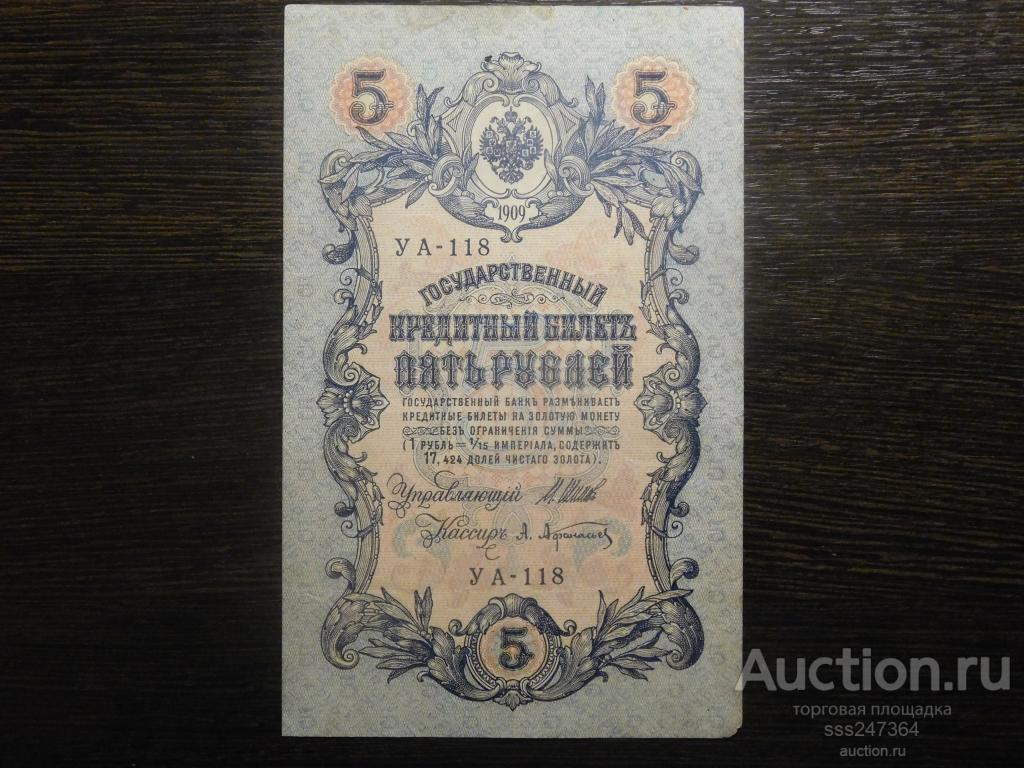 5 5
1909
УА-118
ГОСУДАРСТВЕННЫЙ
КРЕДИТНЫЙ БИЛЕТЪ
ПЯТЬ РУБЛЕЙ
ГОСУДАРСТВЕННЫЙ БАНКЪ РАЗМѢНИВАЕТЪ
КРЕДИТНЫЕ БИЛЕТЫ НА ЗОЛОТУЮ МОНЕТУ
БЕЗЪ ОГРАНИЧЕНІЯ СУММЫ
(1 РУБЛЬ = 1/15 ИМПЕРІАЛА, СОДЕРЖИТЪ
17,424 ДОЛЕЙ ЧИСТАГО ЗОЛОТА).
Управляющій И. Шипов
Кассиръ А. Афанасьев
УА-118
5
Auction.ru
торговая площадка
sss247364
auction.ru